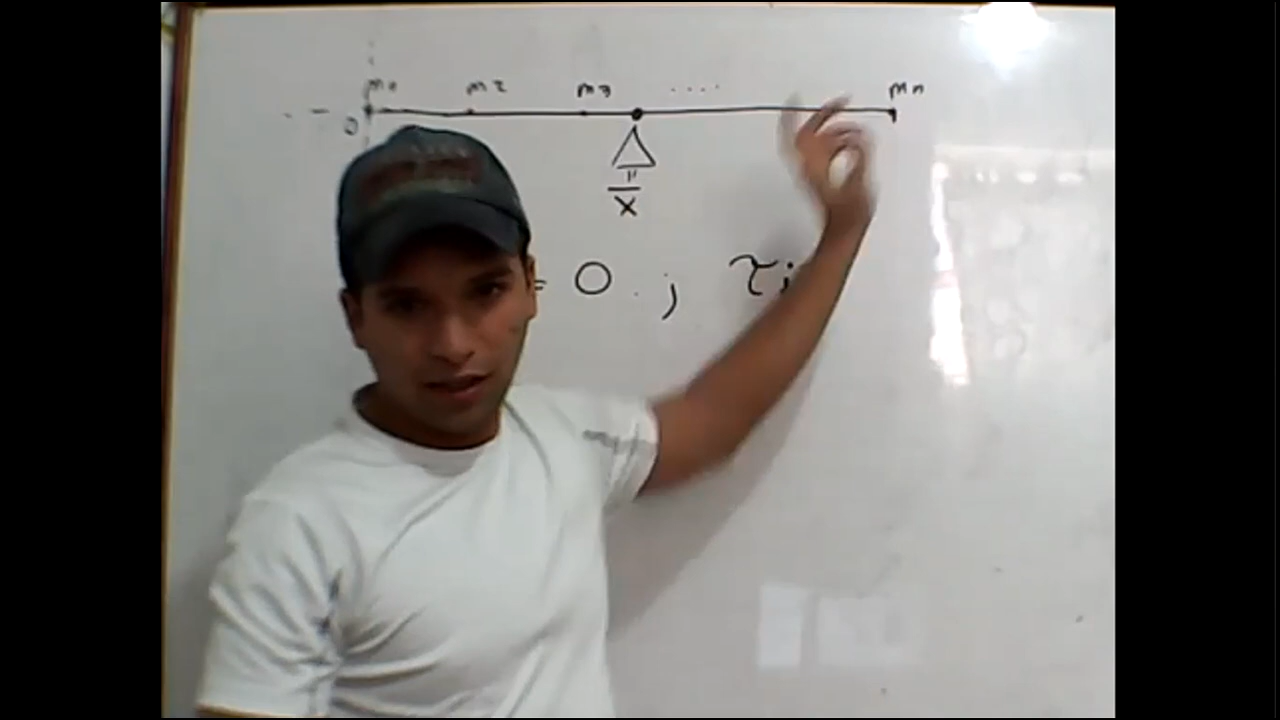 m1 m2 m3 .... mn
0
x̄
= 0 . ; τi